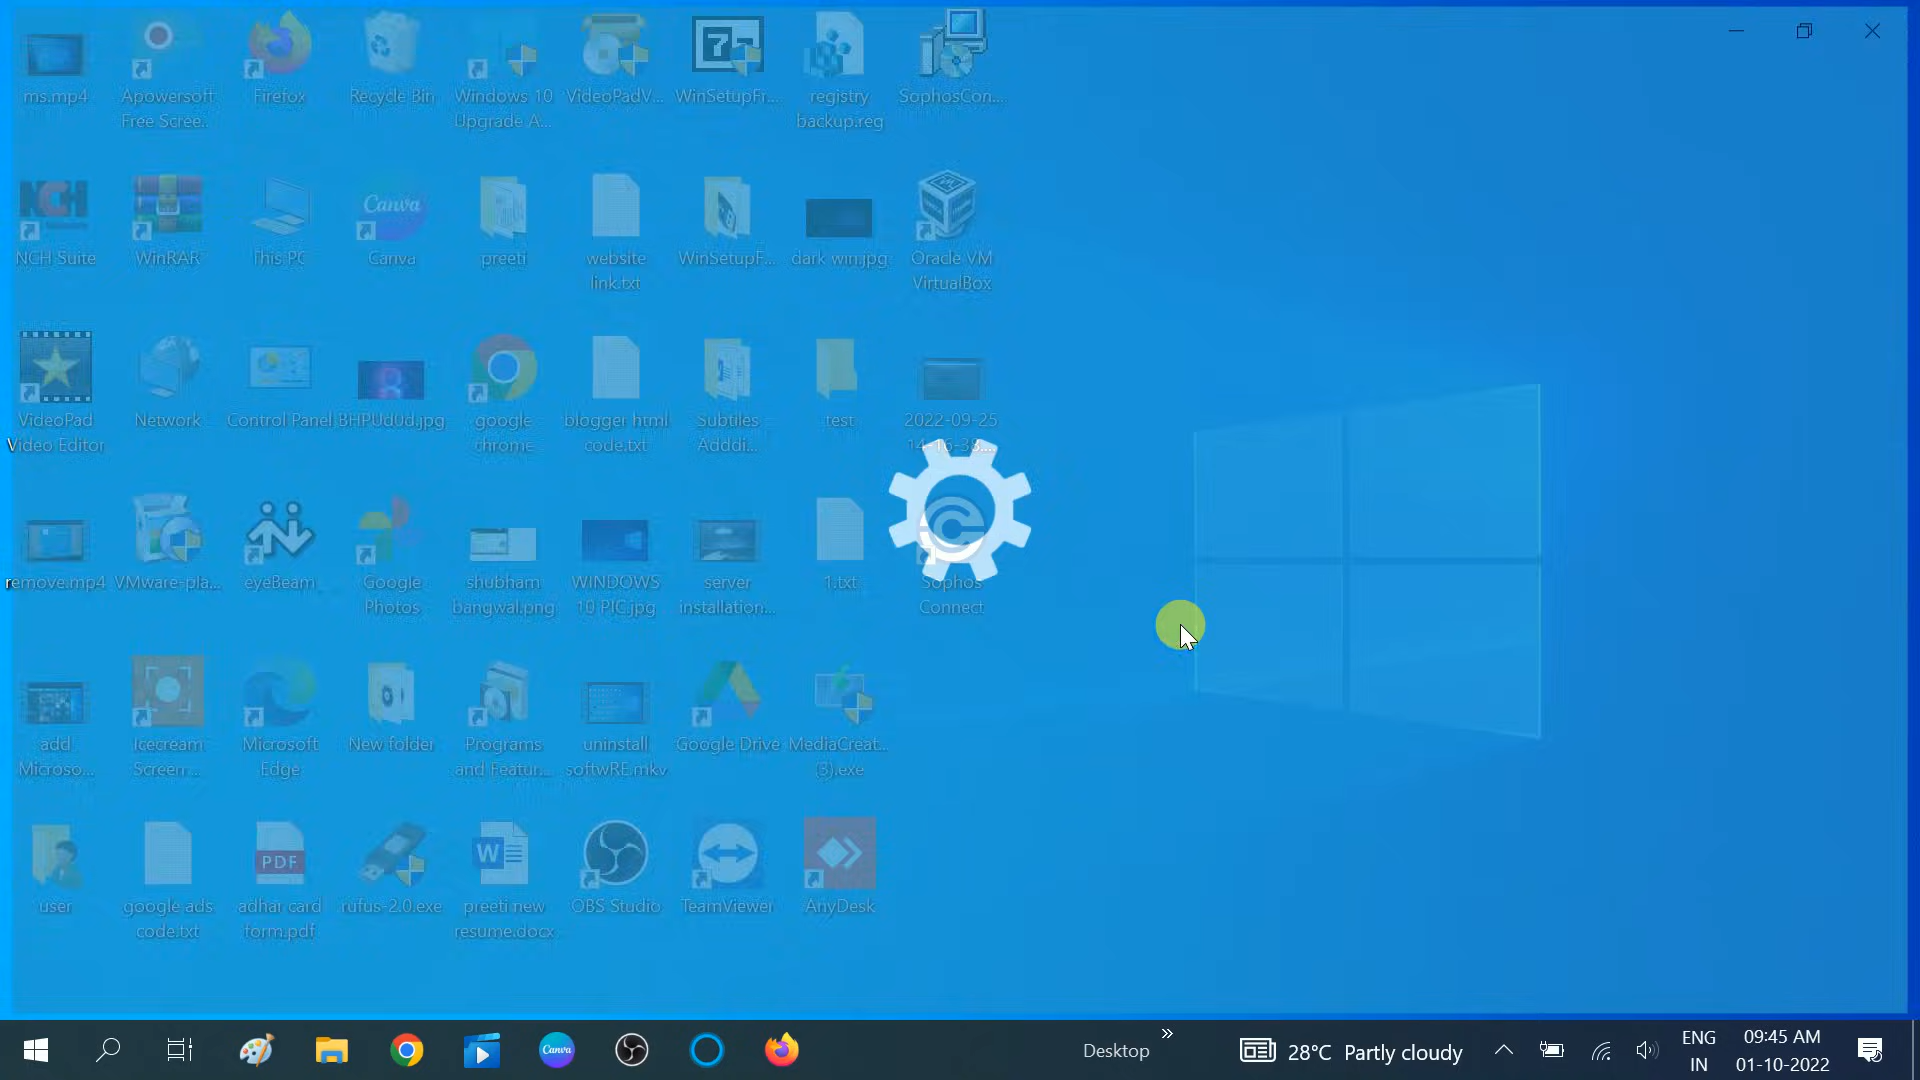 ms.mp4
Apowersoft
Free Scree...
Firefox
Recycle Bin
Windows 10
Upgrade A...
VideoPadV...
WinSetupFr...
registry
backup.reg
SophosCon...
NCH
NCH Suite
WinRAR
This PC
Canva
Canva
preeti
website
link.txt
WinSetupF...
dark win.jpg
Oracle VM
VirtualBox
VideoPad
Video Editor
Network
Control Panel
BHPUdUd.jpg
google
chrome
blogger html
code.txt
Subtiles
Adddi...
test
2022-09-25
14-16-38....
remove.mp4
VMware-pla...
eyeBeam
Google
Photos
shubham
bangwal.png
WINDOWS
10 PIC.jpg
server
installation...
1.txt
Sophos
Connect
add
Microso...
Icecream
Screen ...
Microsoft
Edge
New folder
Programs
and Featur...
uninstall
softwRE.mkv
Google Drive
MediaCreat...
(3).exe
user
google ads
code.txt
PDF
adhar card
form.pdf
rufus-2.0.exe
W
preeti new
resume.docx
OBS Studio
TeamViewer
AnyDesk
Canva
Desktop
28°C Partly cloudy
ENG
IN
09:45 AM
01-10-2022